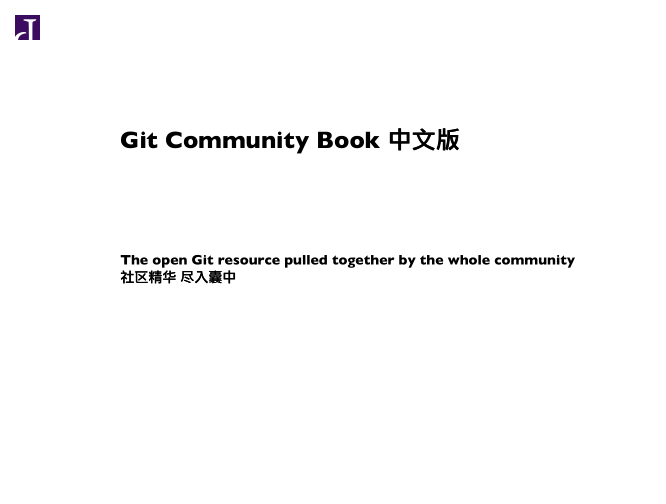 Git Community Book 中文版
The open Git resource pulled together by the whole community
社区精华 尽入囊中